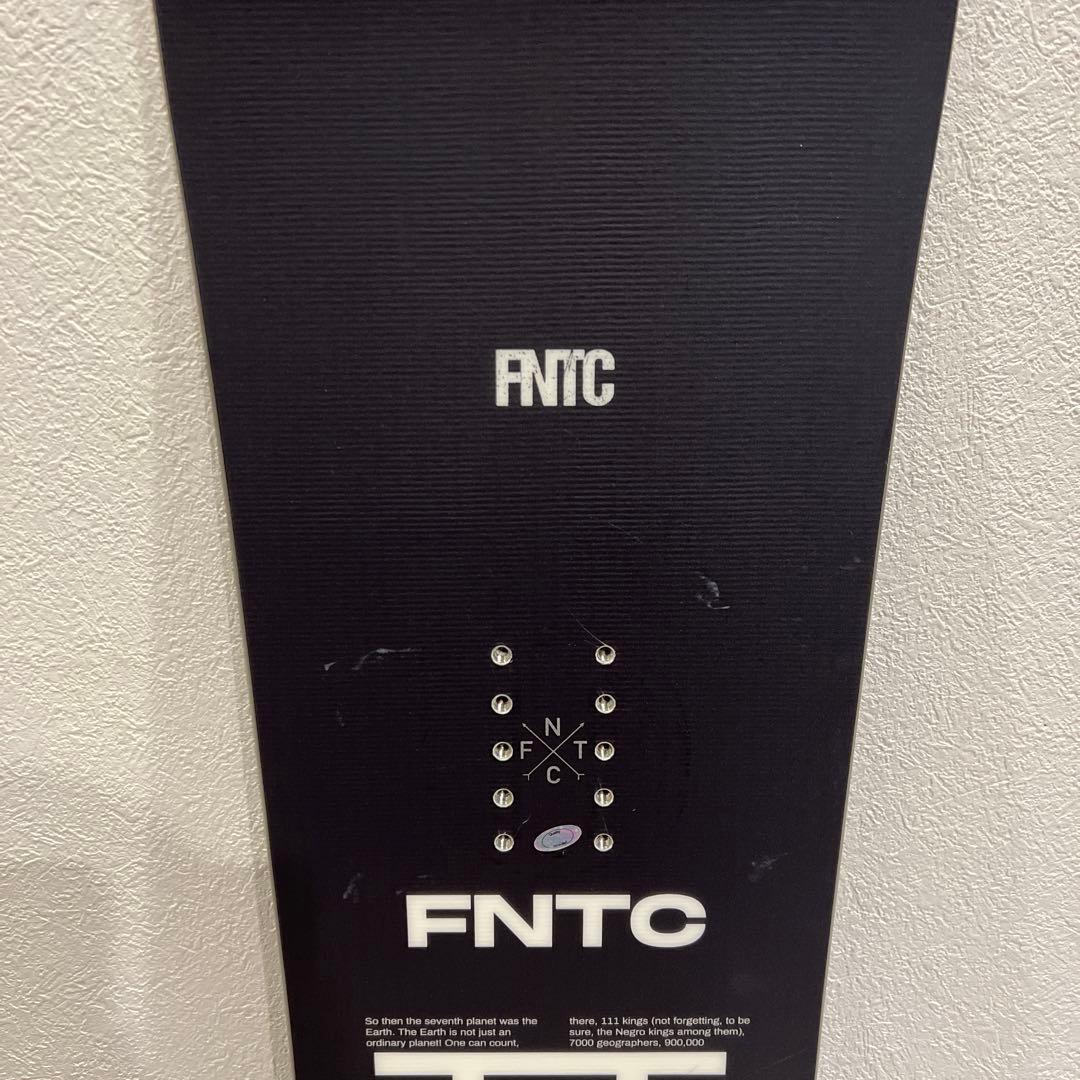 FNTC
N
F T
C
FNTC
So then the seventh planet was the
Earth. The Earth is not just an
ordinary planet! One can count,
there, 111 kings (not forgetting, to be
sure, the Negro kings among them),
7000 geographers, 900,000